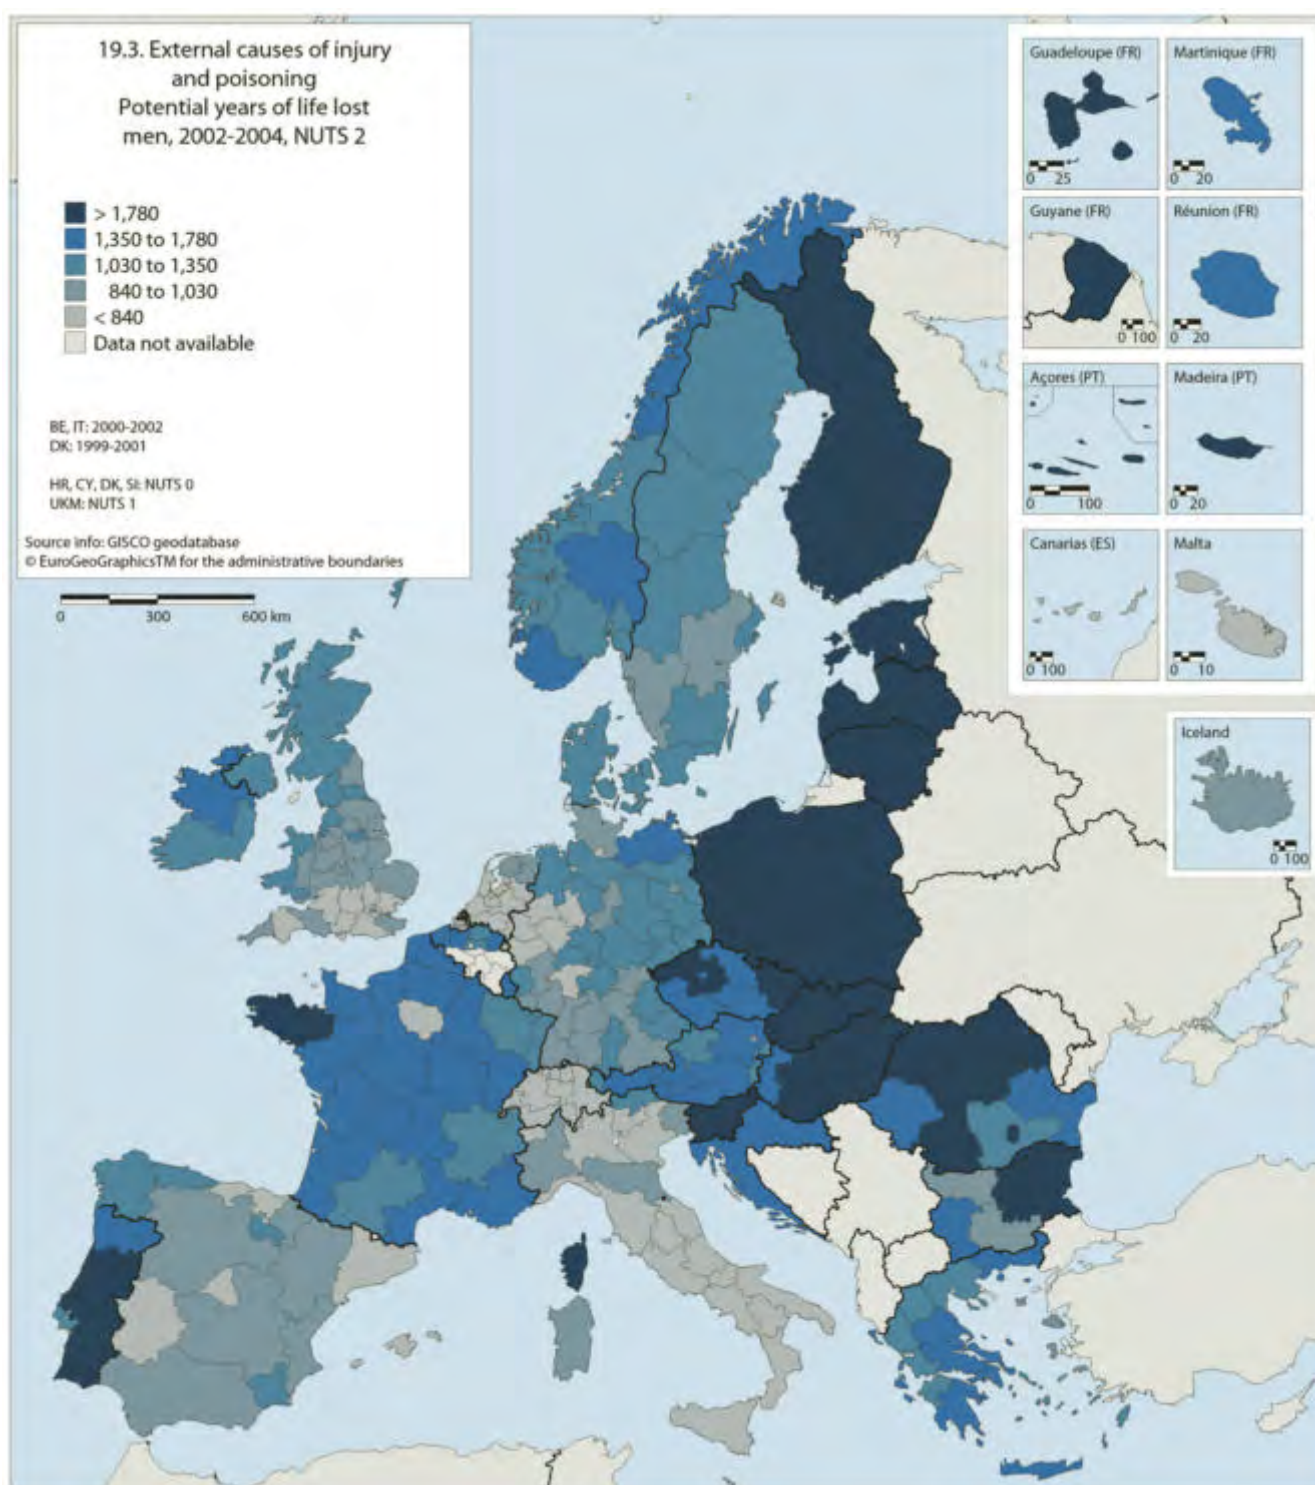 19.3. External causes of injury
and poisoning
Potential years of life lost
men, 2002-2004, NUTS 2
> 1,780
1,350 to 1,780
1,030 to 1,350
840 to 1,030
< 840
Data not available
BE, IT: 2000-2002
DK: 1999-2001
HR, CY, DK, SI: NUTS 0
UKM: NUTS 1
Source info: GISCO geodatabase
© EuroGeoGraphicsTM for the administrative boundaries
0 300 600 km
Guadeloupe (FR)
0 25
Martinique (FR)
0 20
Guyane (FR)
0 100
Réunion (FR)
0 20
Açores (PT)
0 100
Madeira (PT)
0 20
Canarias (ES)
0 100
Malta
0 10
Iceland
0 100